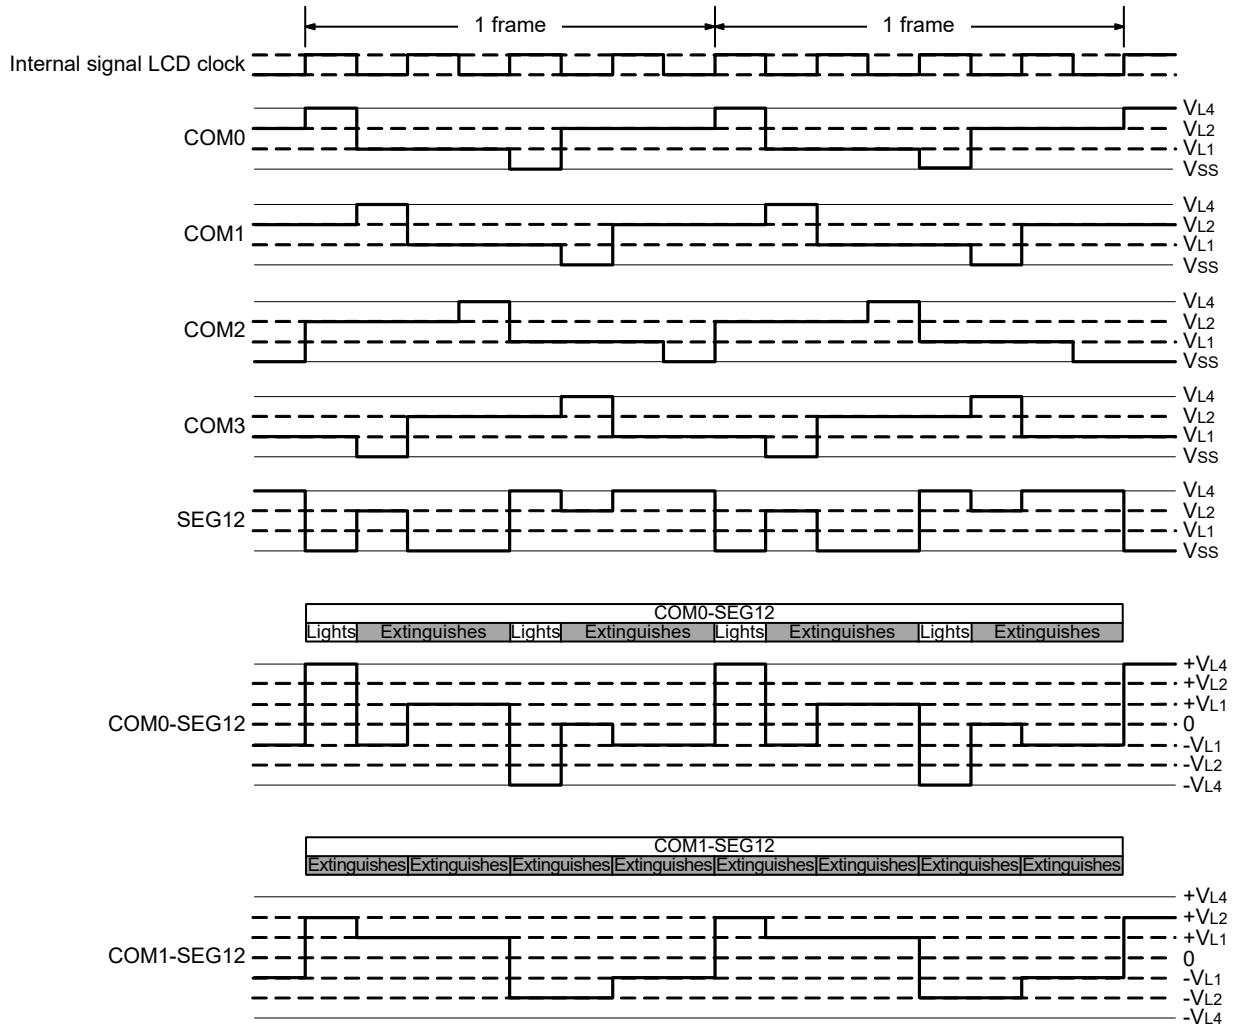 1 frame 1 frame
Internal signal LCD clock
COM0
VL4
VL2
VL1
VSS
COM1
VL4
VL2
VL1
VSS
COM2
VL4
VL2
VL1
VSS
COM3
VL4
VL2
VL1
VSS
SEG12
VL4
VL2
VL1
VSS
COM0-SEG12
Lights Extinguishes Lights Extinguishes Lights Extinguishes Lights Extinguishes
COM0-SEG12
+VL4
+VL2
+VL1
0
-VL1
-VL2
-VL4
COM1-SEG12
Extinguishes Extinguishes Extinguishes Extinguishes Extinguishes Extinguishes Extinguishes Extinguishes
COM1-SEG12
+VL4
+VL2
+VL1
0
-VL1
-VL2
-VL4